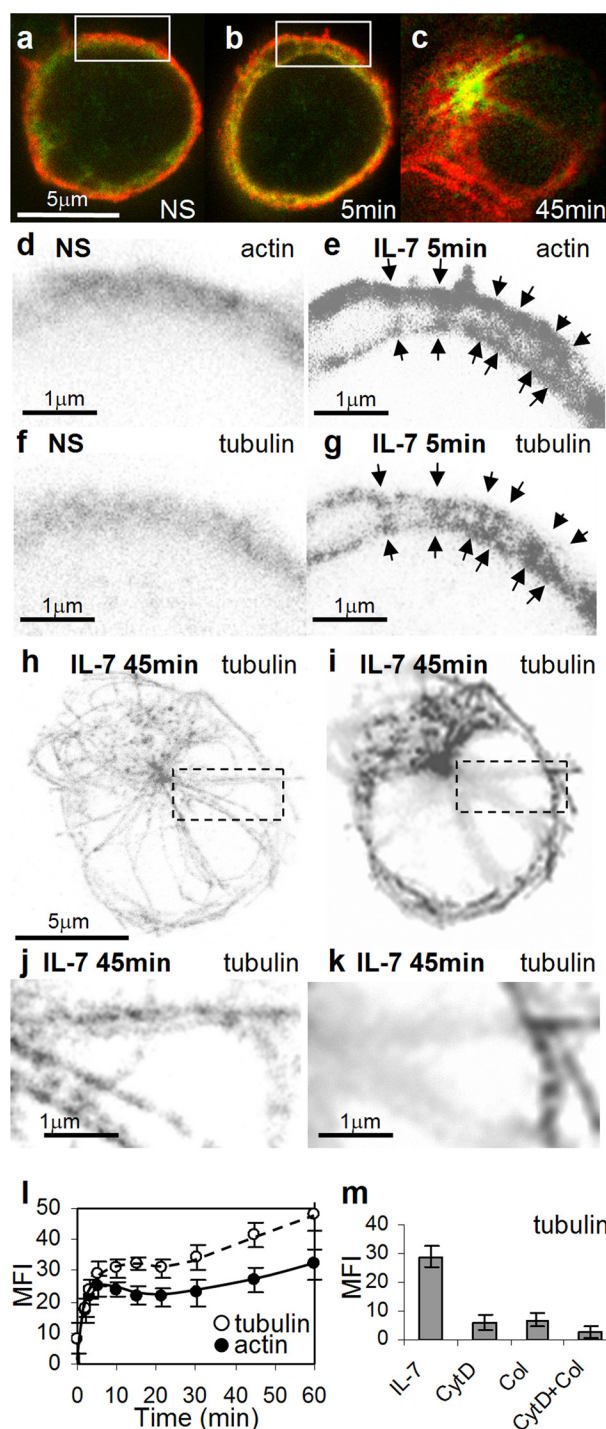 a b c
5μm NS 5min 45min
d NS actin e IL-7 5min actin
1μm 1μm
f NS tubulin g IL-7 5min tubulin
1μm 1μm
h IL-7 45min tubulin i IL-7 45min tubulin
5μm
j IL-7 45min tubulin k IL-7 45min tubulin
1μm 1μm
l m
50
40
30
20
10
0
MFI
tubulin
actin
0 10 20 30 40 50 60
Time (min)
tubulin
40
30
20
10
0
MFI
IL-7 CytD Col CytD+Col